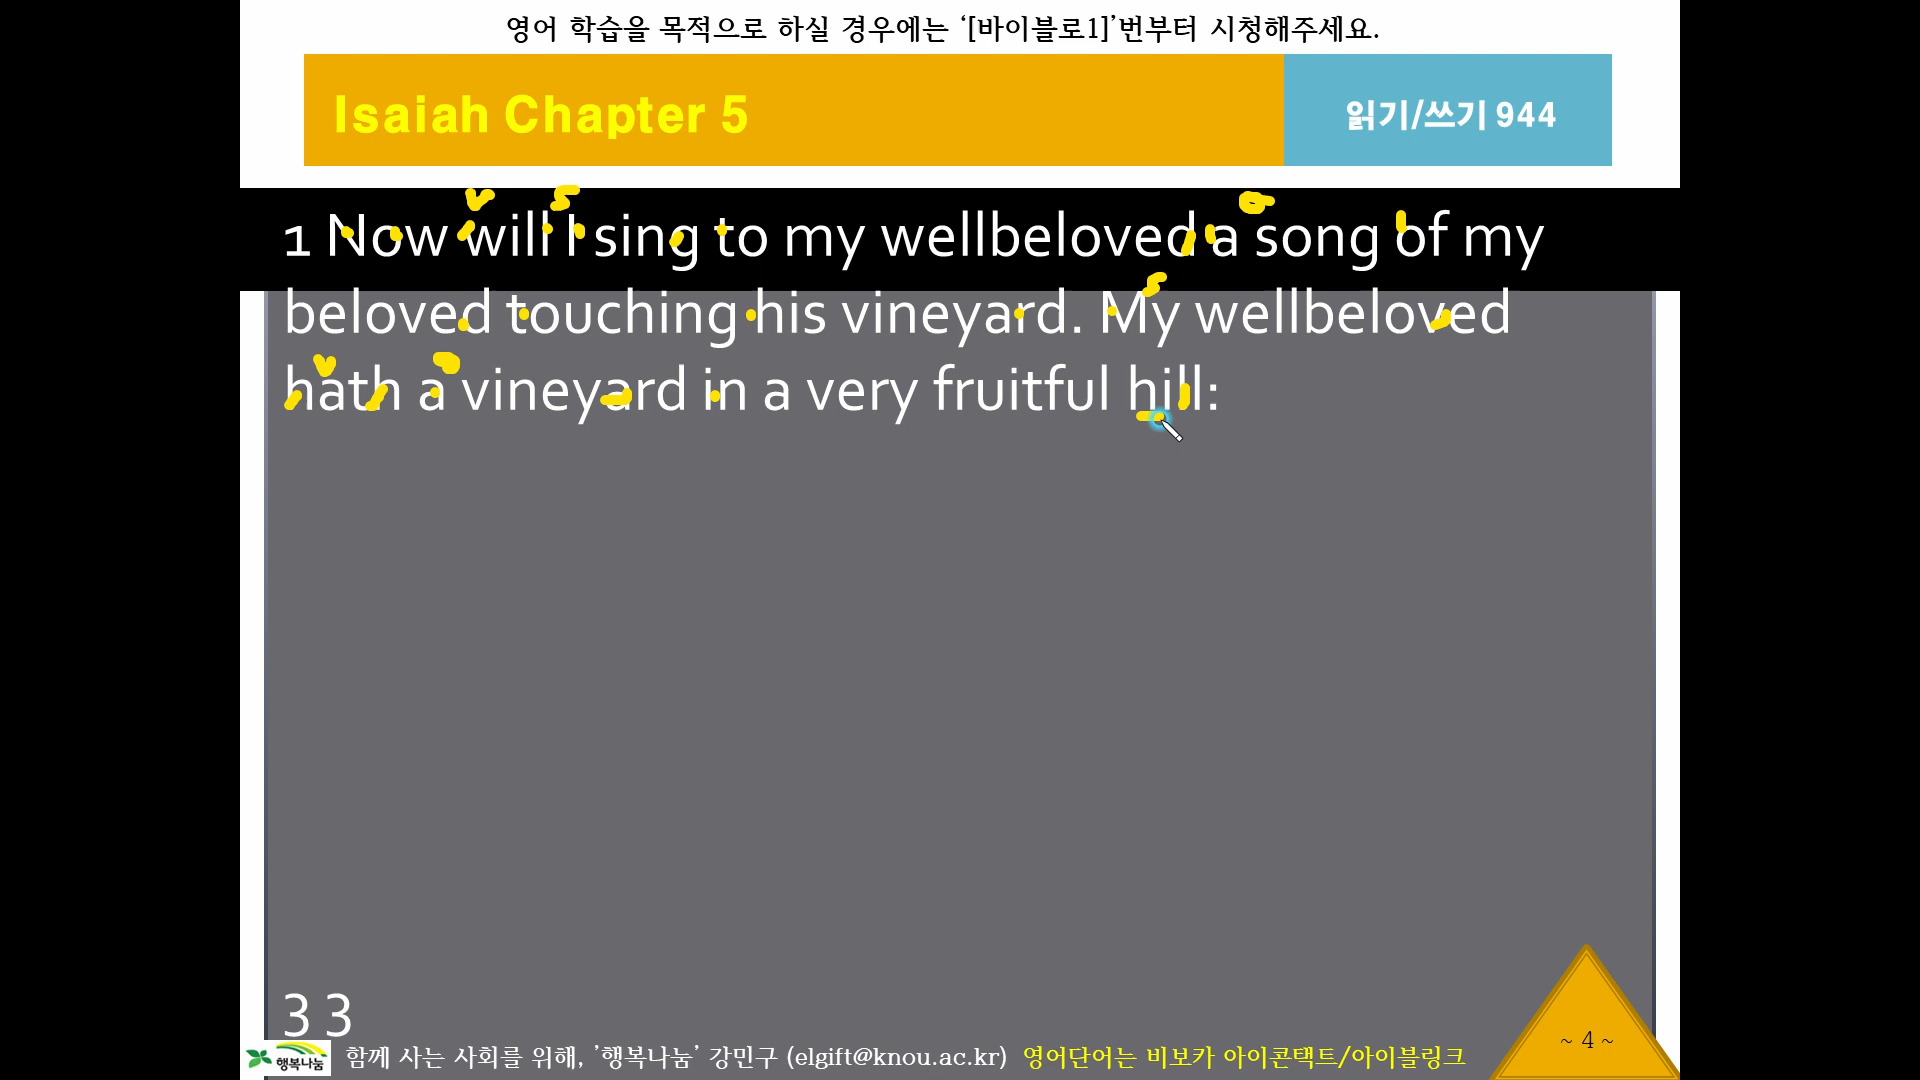 영어 학습을 목적으로 하실 경우에는 ‘[바이블로1]’번부터 시청해주세요.
Isaiah Chapter 5
읽기/쓰기 944
1 Now will I sing to my wellbeloved a song of my
beloved touching his vineyard. My wellbeloved
hath a vineyard in a very fruitful hill:
3 3
~ 4 ~
행복나눔
함께 사는 사회를 위해, ’행복나눔’ 강민구 (elgift@knou.ac.kr) 영어단어는 비보카 아이콘택트/아이블링크